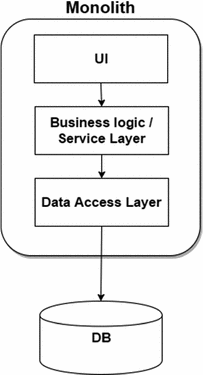 Monolith
UI
Business logic /
Service Layer
Data Access Layer
DB